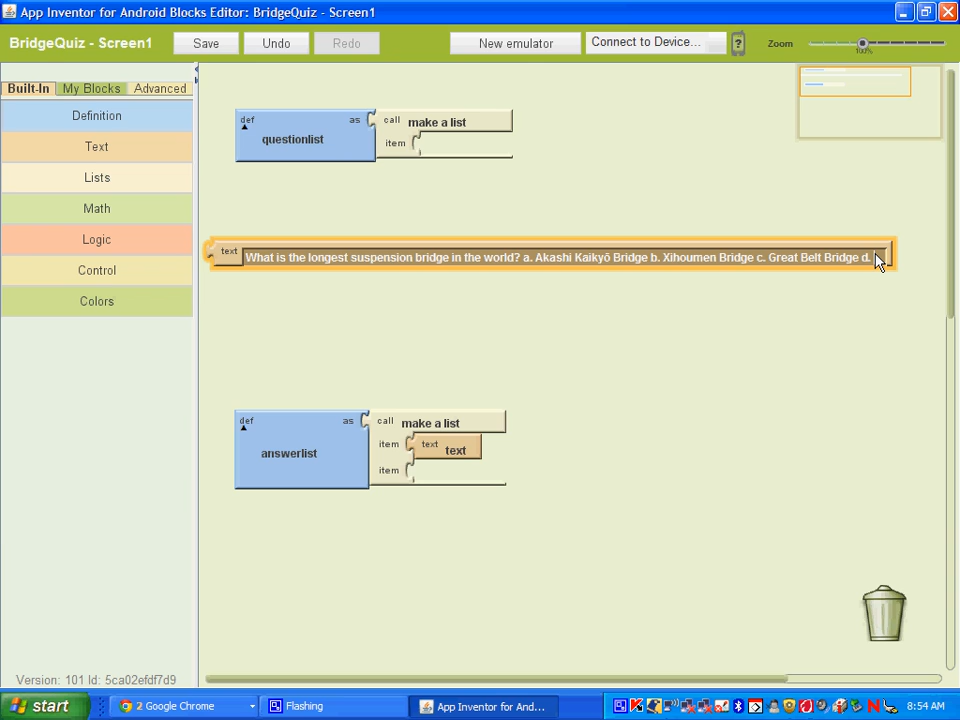 App Inventor for Android Blocks Editor: BridgeQuiz - Screen1
BridgeQuiz - Screen1
Save
Undo
Redo
New emulator
Connect to Device...
?
Zoom
100%
Built-In
My Blocks
Advanced
Definition
Text
Lists
Math
Logic
Control
Colors
def
questionlist
as
call make a list
item
text What is the longest suspension bridge in the world? a. Akashi Kaikyō Bridge b. Xihoumen Bridge c. Great Belt Bridge d.
def
answerlist
as
call make a list
item
text text
item
Version: 101 Id: 5ca02efdf7d9
start
2 Google Chrome
Flashing
App Inventor for And...
8:54 AM